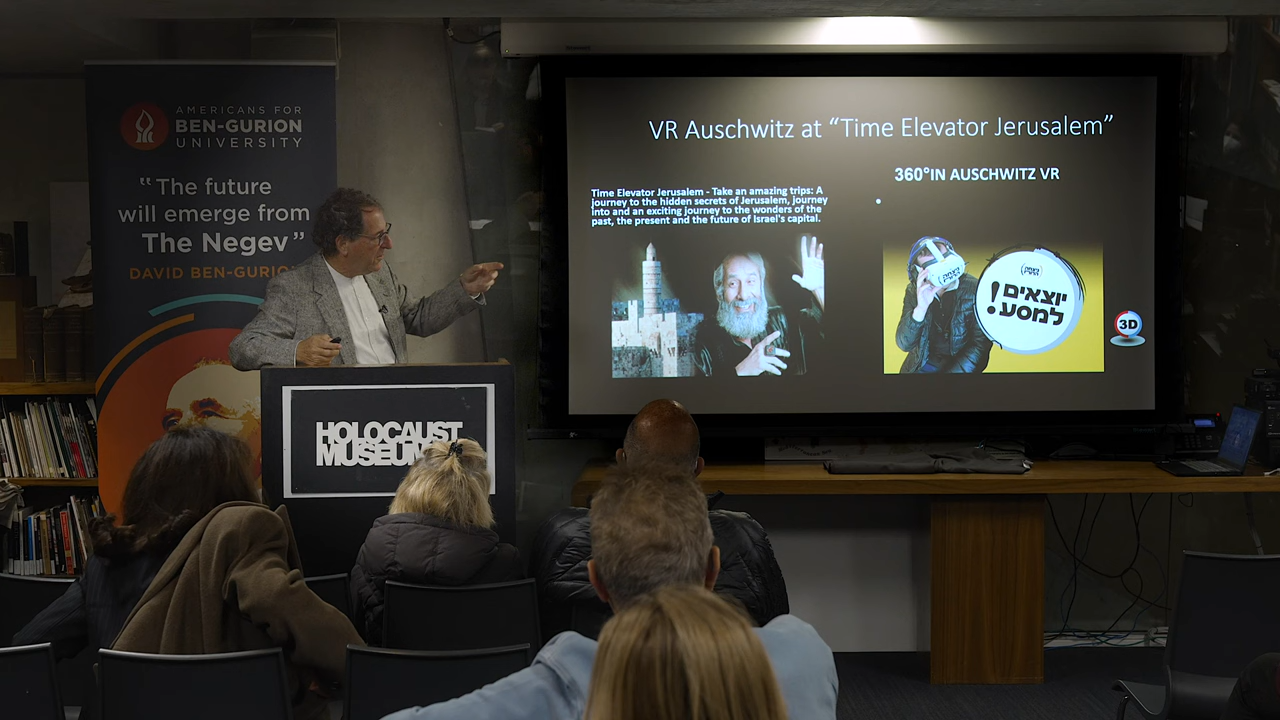 AMERICANS FOR
BEN-GURION
UNIVERSITY
“The future
will emerge from
The Negev”
DAVID BEN-GURIO
HOLOCAUST
MUSEUM
VR Auschwitz at “Time Elevator Jerusalem”
Time Elevator Jerusalem - Take an amazing trips: A
journey to the hidden secrets of Jerusalem, journey
into and an exciting journey to the wonders of the
past, the present and the future of Israel's capital.
360°IN AUSCHWITZ VR
יוצאים
למסע!
3D